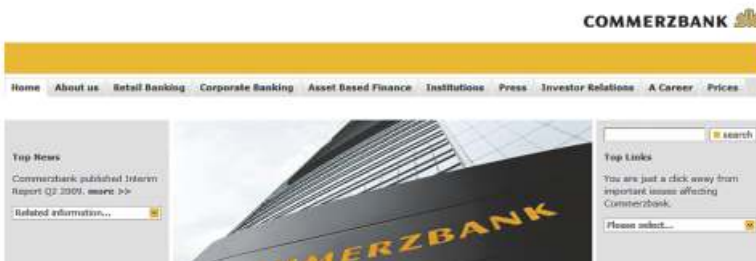 COMMERZBANK
Home About us Retail Banking Corporate Banking Asset Based Finance Institutions Press Investor Relations A Career Prices
Top News
Commerzbank published Interim
Report Q2 2009. more >>
Related information...
COMMERZBANK
search
Top Links
You are just a click away from
important issues affecting
Commerzbank.
Please select...